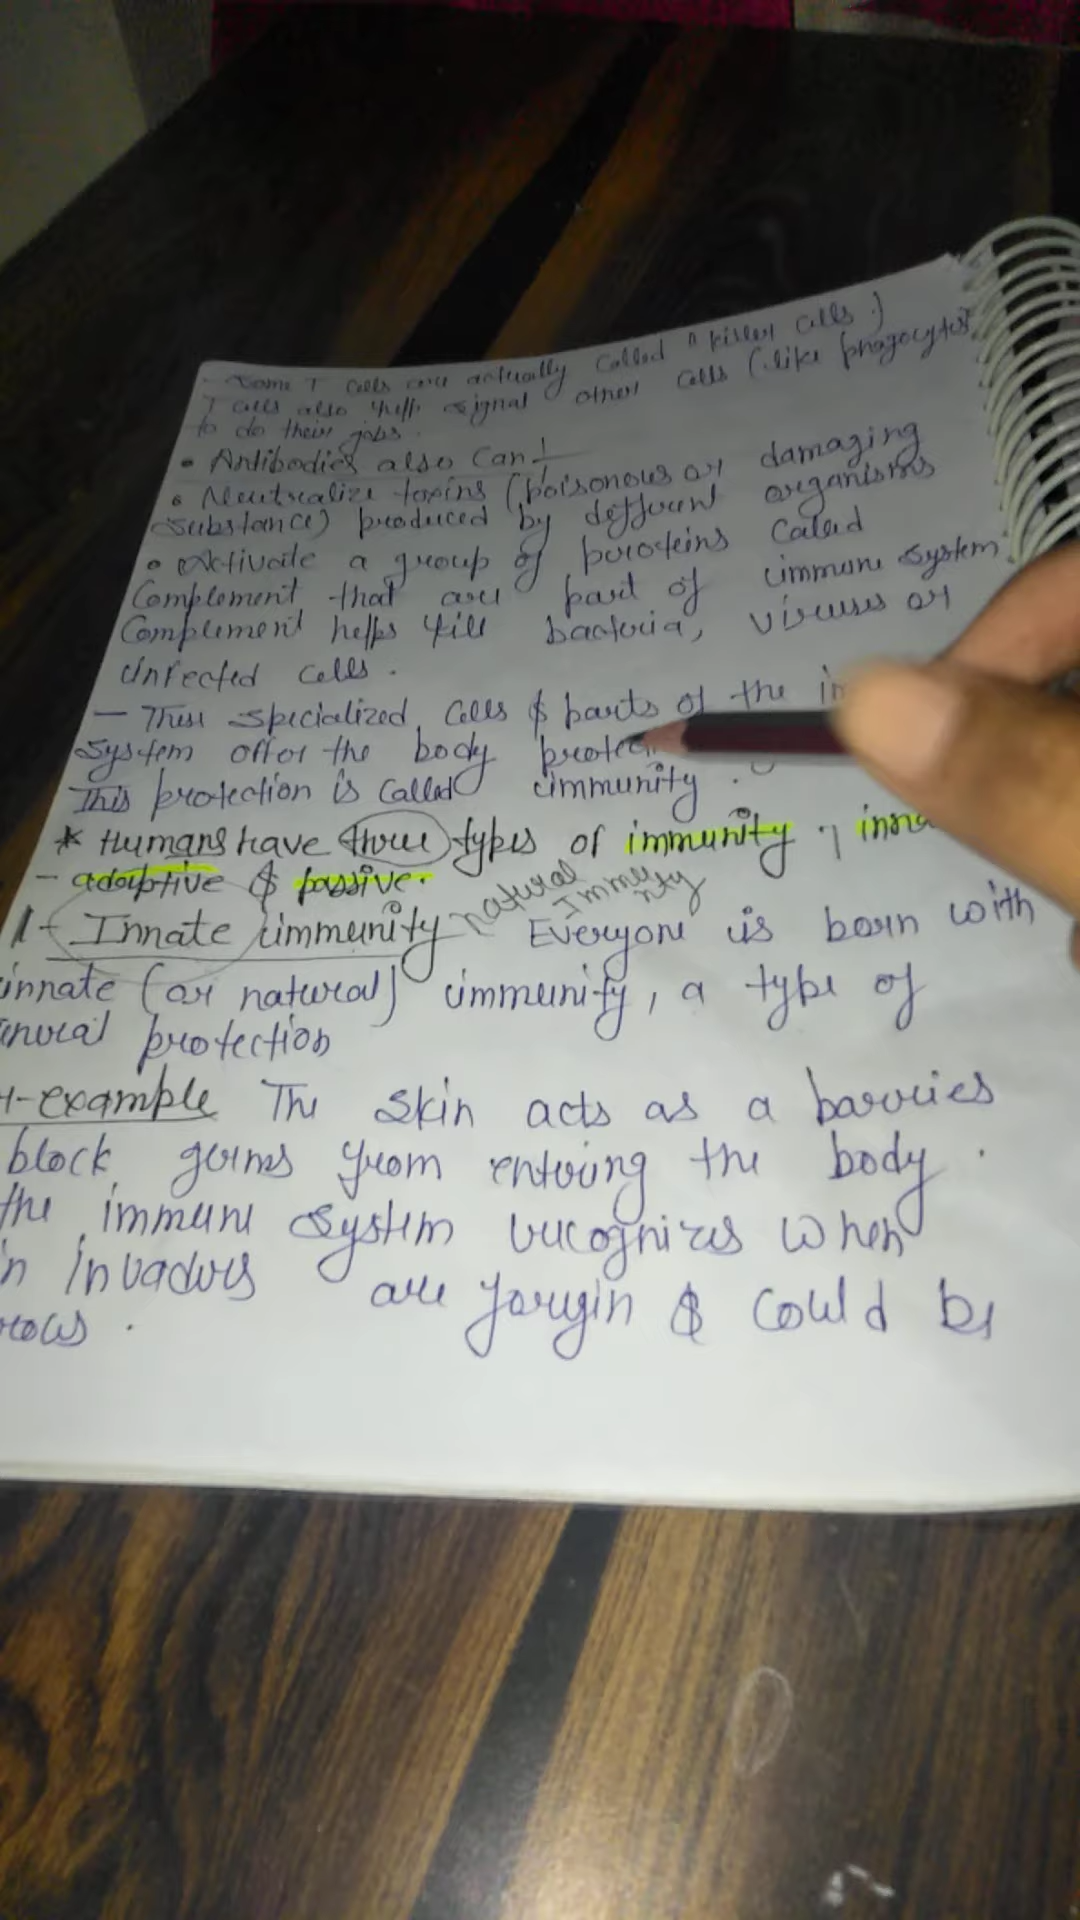 - Some T Cells are actually called "killer cells.)
T Cells also help signal other cells (like phagocytes)
to do their jobs.
• Antibodies also Can!
• Neutralize toxins (poisonous or damaging
substance) produced by different organisms
• Activate a group of poroteins Called
Complement that are part of immune system
Complement helps kill bacteria, viruses or
infected cells.
— These specialized Cells $ parts of the
system offer the body
This protection is Called immunity.
* Humans have three types of immunity
- adaptive $ passive.
natural
Immu
nity
1- Innate immunity Everyone is born with
innate (or natural) immunity, a type of
protection
example The Skin acts as a barries
block germs from entering the body.
the immune System recognizes when
invaders are forigin $ could be